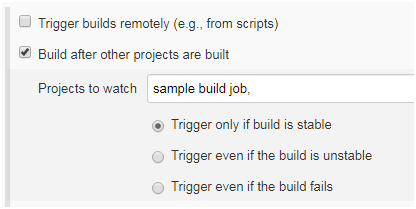 Trigger builds remotely (e.g., from scripts)
Build after other projects are built
Projects to watch sample build job,
Trigger only if build is stable
Trigger even if the build is unstable
Trigger even if the build fails